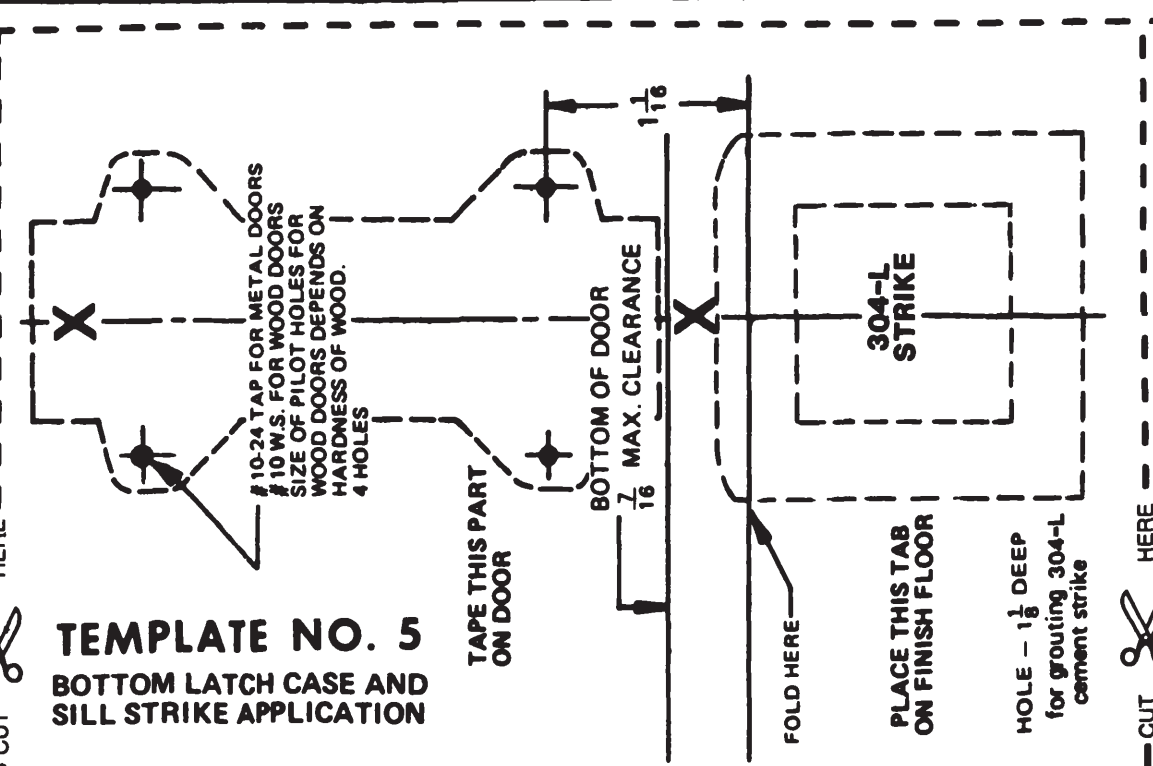 #10-24 TAP FOR METAL DOORS
#10 W.S. FOR WOOD DOORS
SIZE OF PILOT HOLES FOR
WOOD DOORS DEPENDS ON
HARDNESS OF WOOD.
4 HOLES
1 1/16
BOTTOM OF DOOR
7/16 MAX. CLEARANCE
304-L
STRIKE
TAPE THIS PART
ON DOOR
FOLD HERE
PLACE THIS TAB
ON FINISH FLOOR
HOLE – 1 1/8 DEEP
for grouting 304-L
cement strike
TEMPLATE NO. 5
BOTTOM LATCH CASE AND
SILL STRIKE APPLICATION
CUT HERE
CUT HERE